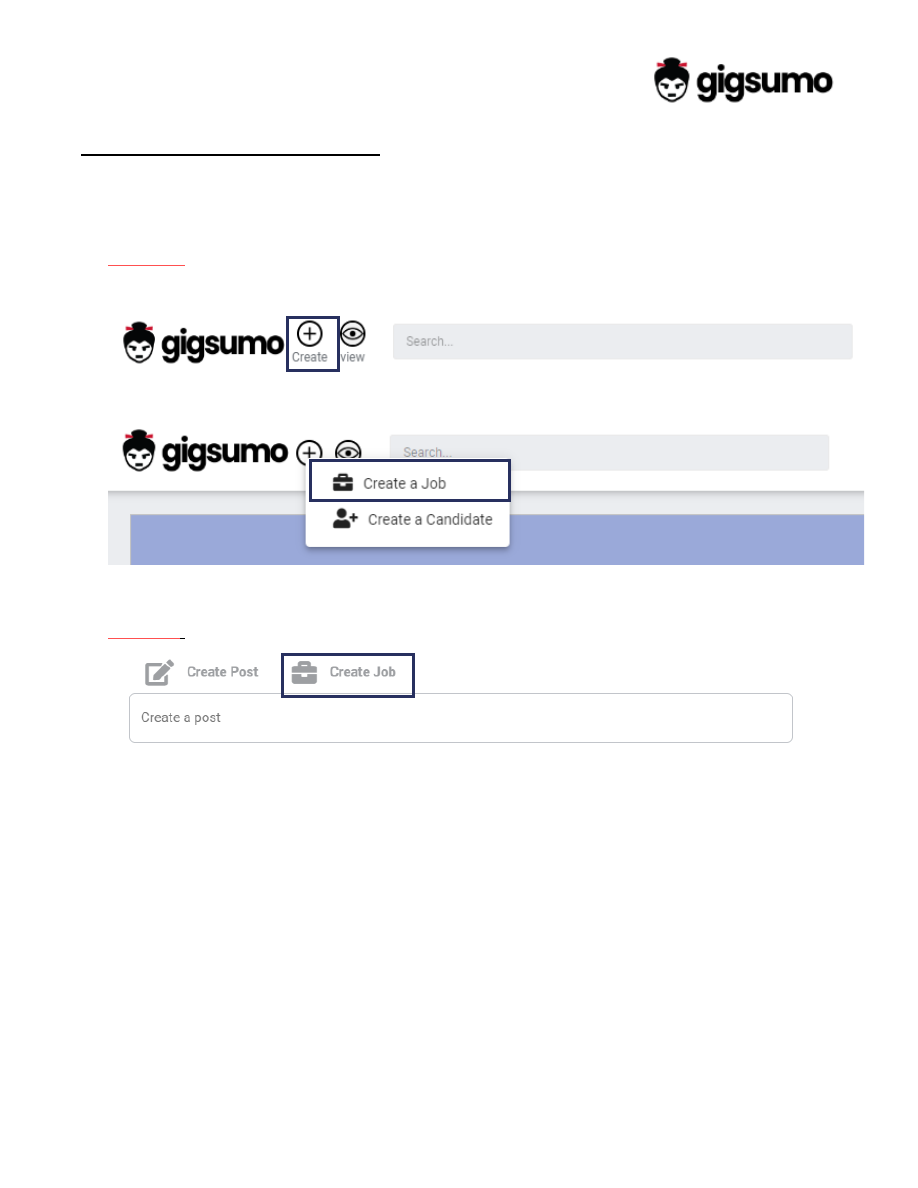 gigsumo
gigsumo
Create
view
Search...
gigsumo
Search...
Create a Job
Create a Candidate
Create Post
Create Job
Create a post